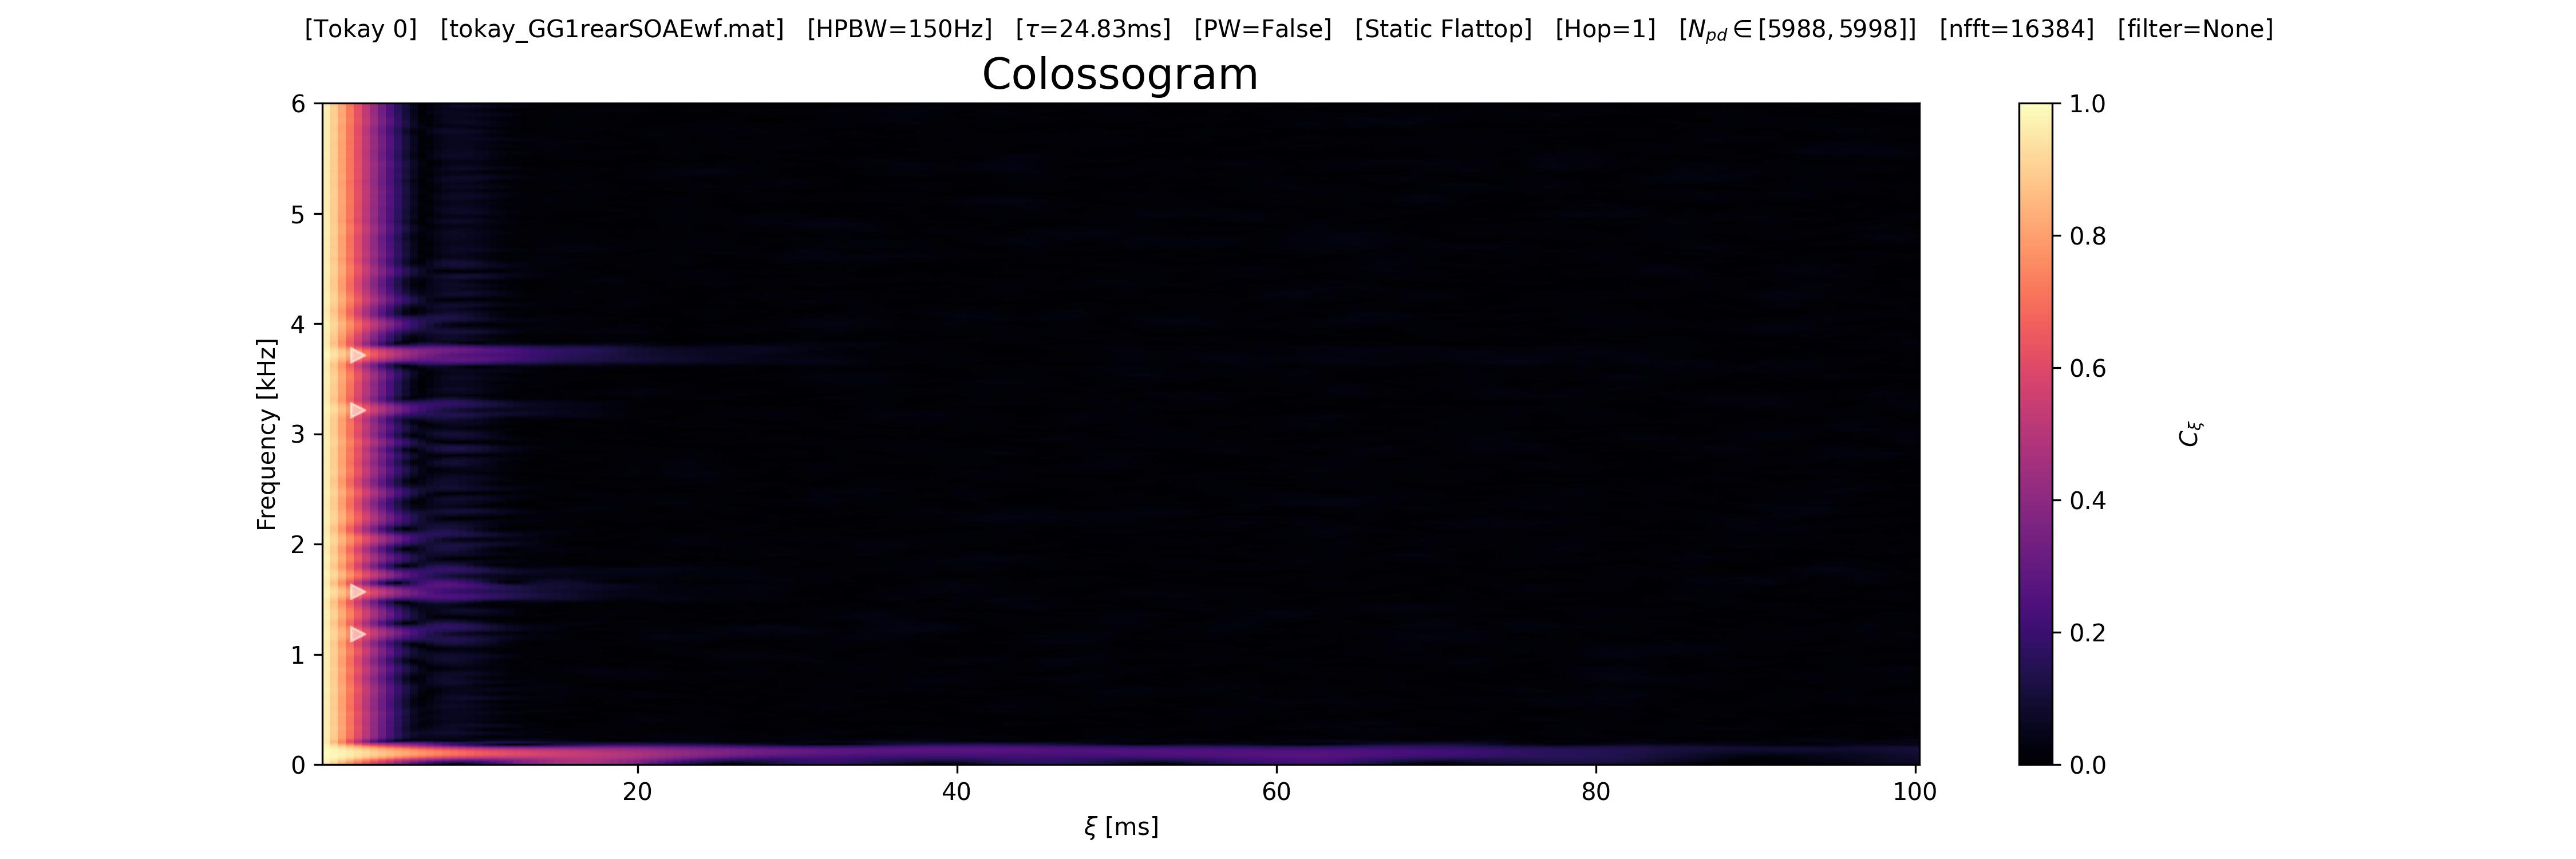 [Tokay 0] [tokay_GG1rearSOAEwf.mat] [HPBW=150Hz] [τ=24.83ms] [PW=False] [Static Flattop] [Hop=1] [N_pd ∈ [5988, 5998]] [nfft=16384] [filter=None]
Colossogram
6
5
4
3
2
1
0
Frequency [kHz]
20 40 60 80 100
ξ [ms]
1.0
0.8
0.6
0.4
0.2
0.0
C_ξ